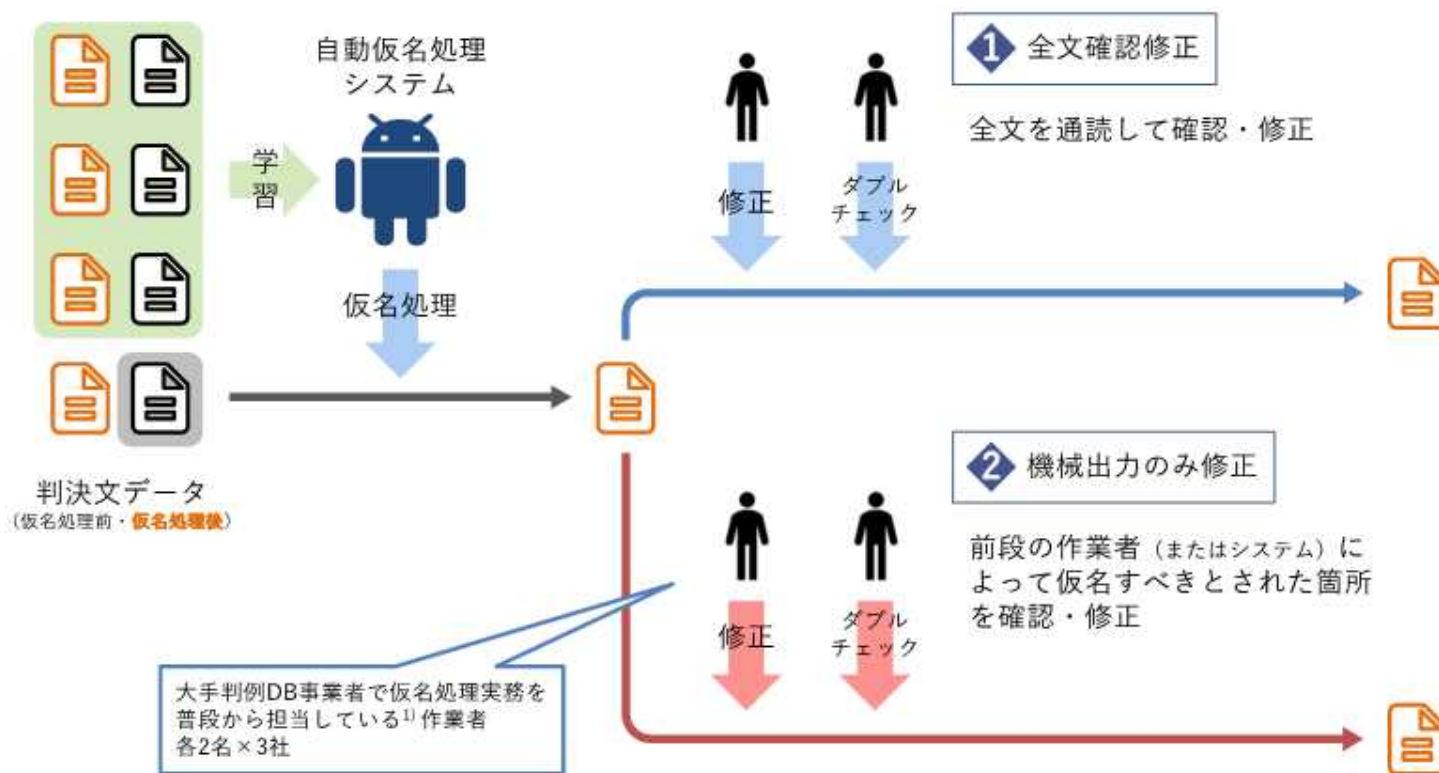 自動仮名処理
システム
学
習
仮名処理
判決文データ
(仮名処理前・仮名処理後)
1 全文確認修正
全文を通読して確認・修正
修正
ダブル
チェック
2 機械出力のみ修正
前段の作業者(またはシステム)に
よって仮名すべきとされた箇所
を確認・修正
修正
ダブル
チェック
大手判例DB事業者で仮名処理実務を
普段から担当している1) 作業者
各2名×3社